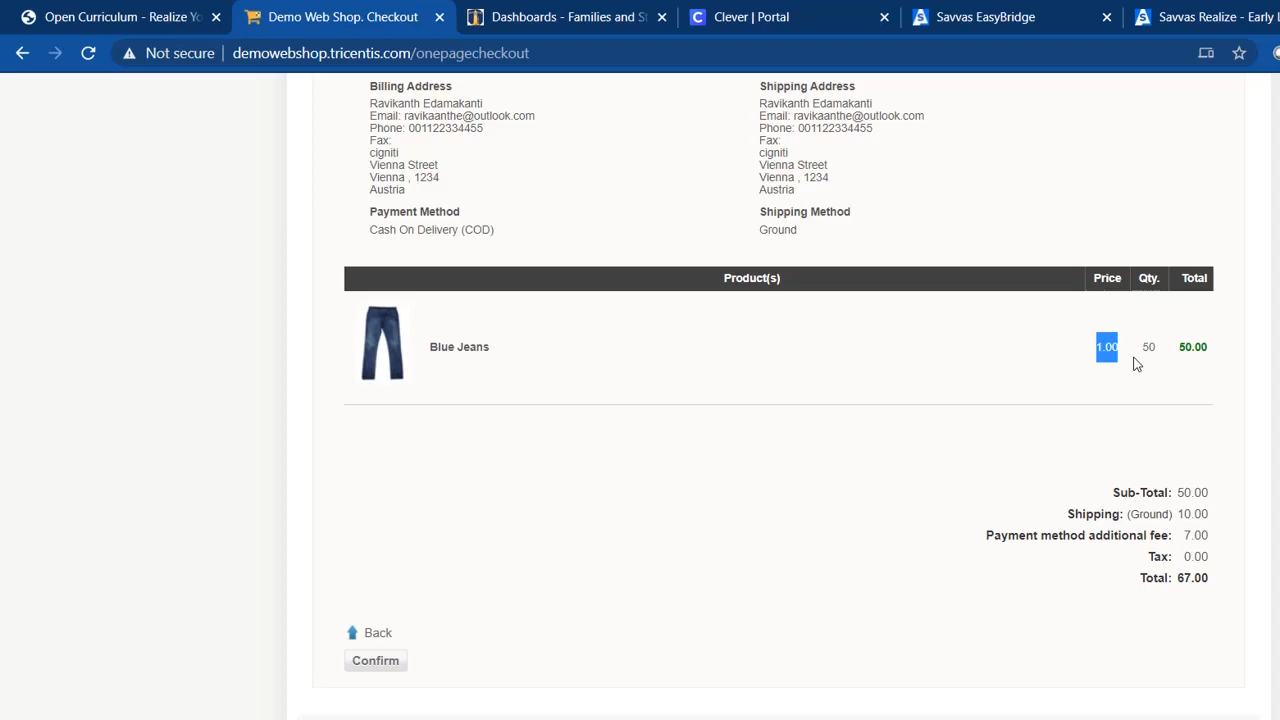 Open Curriculum - Realize Yo
Demo Web Shop. Checkout
Dashboards - Families and St
Clever | Portal
Savvas EasyBridge
Savvas Realize - Early L
Not secure
demowebshop.tricentis.com/onepagecheckout
Billing Address
Ravikanth Edamakanti
Email: ravikaanthe@outlook.com
Phone: 001122334455
Fax:
cigniti
Vienna Street
Vienna , 1234
Austria
Payment Method
Cash On Delivery (COD)
Shipping Address
Ravikanth Edamakanti
Email: ravikaanthe@outlook.com
Phone: 001122334455
Fax:
cigniti
Vienna Street
Vienna , 1234
Austria
Shipping Method
Ground
Product(s) Price Qty. Total
Blue Jeans 1.00 50 50.00
Sub-Total: 50.00
Shipping: (Ground) 10.00
Payment method additional fee: 7.00
Tax: 0.00
Total: 67.00
Back
Confirm